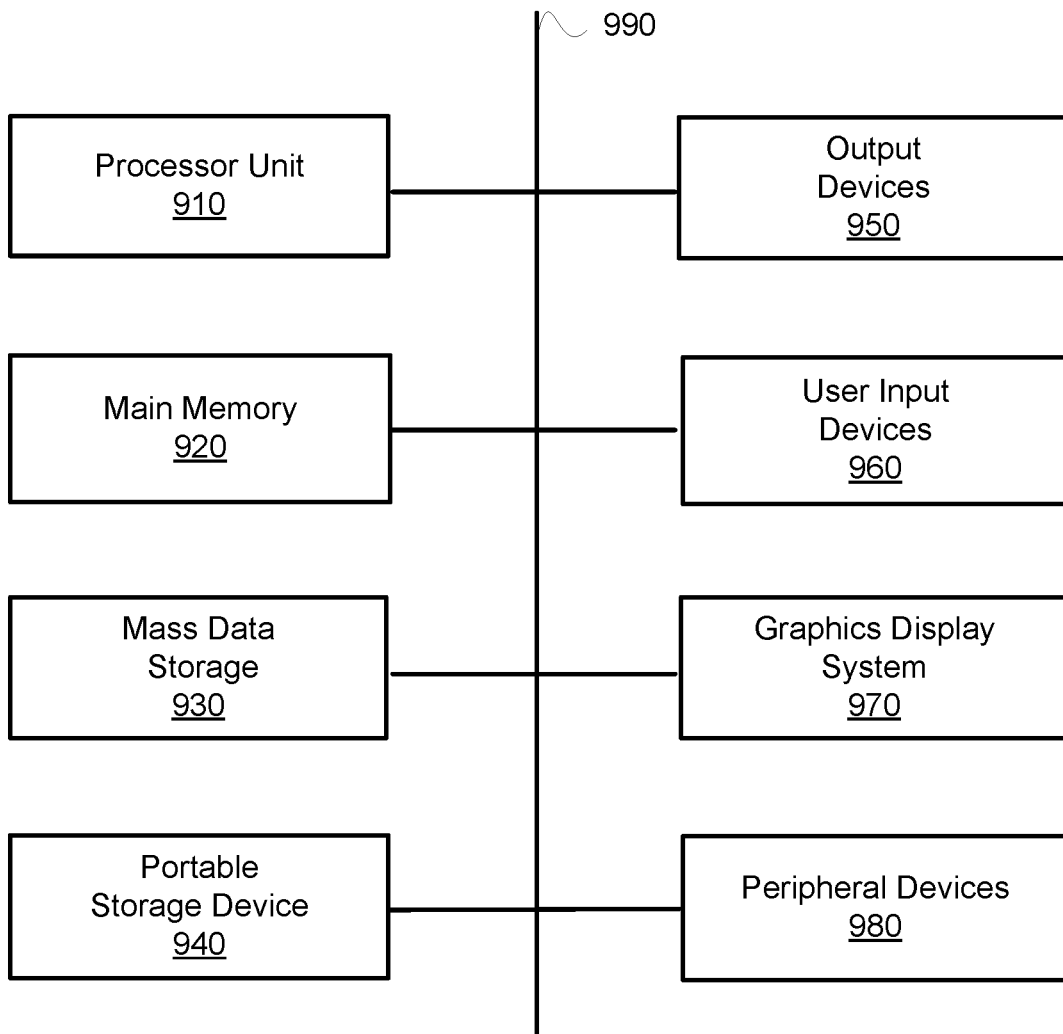 990
Processor Unit
910
Output
Devices
950
Main Memory
920
User Input
Devices
960
Mass Data
Storage
930
Graphics Display
System
970
Portable
Storage Device
940
Peripheral Devices
980